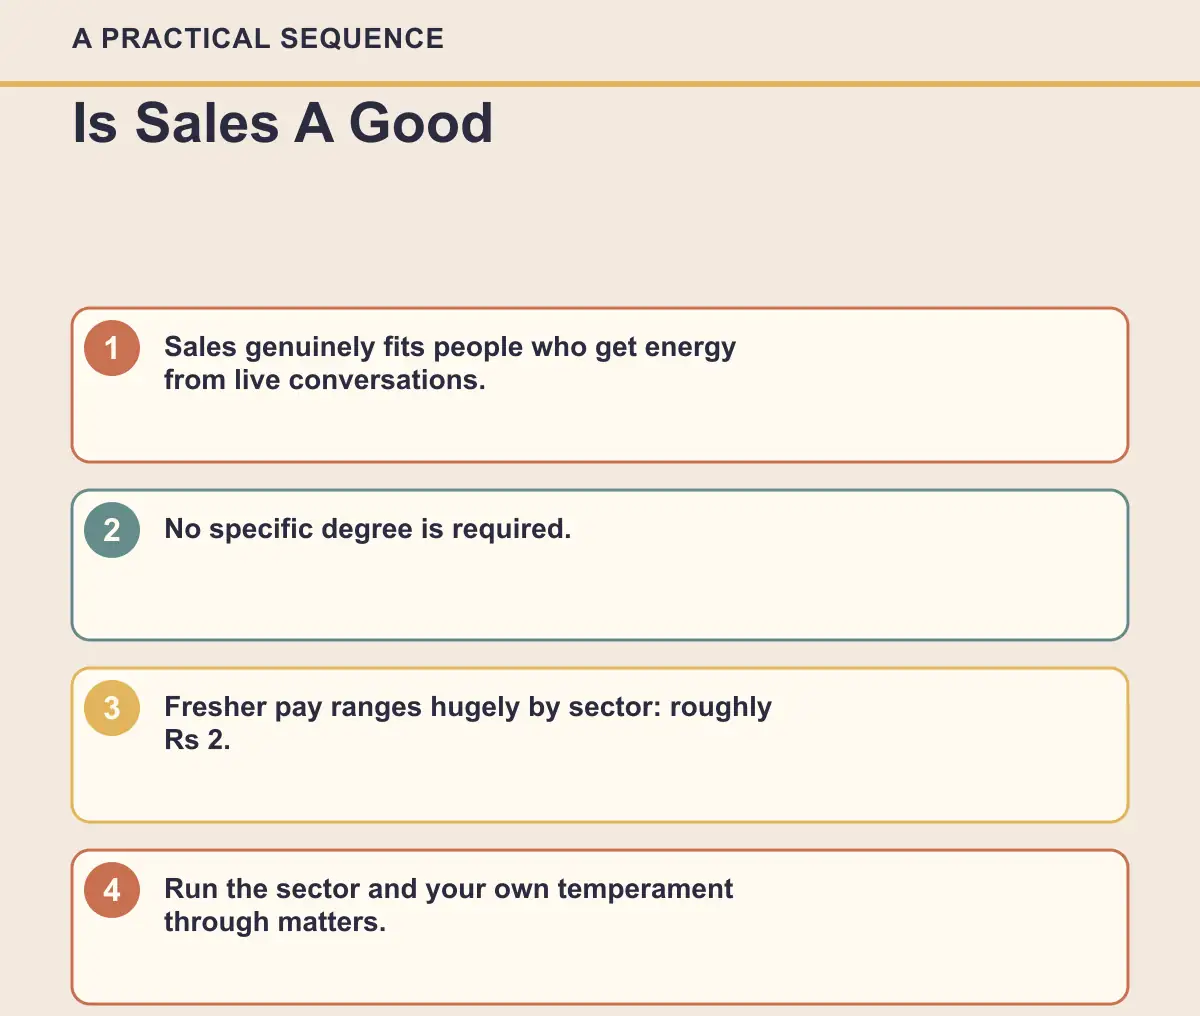 A PRACTICAL SEQUENCE
Is Sales A Good
1
Sales genuinely fits people who get energy
from live conversations.
2
No specific degree is required.
3
Fresher pay ranges hugely by sector: roughly
Rs 2.
4
Run the sector and your own temperament
through matters.